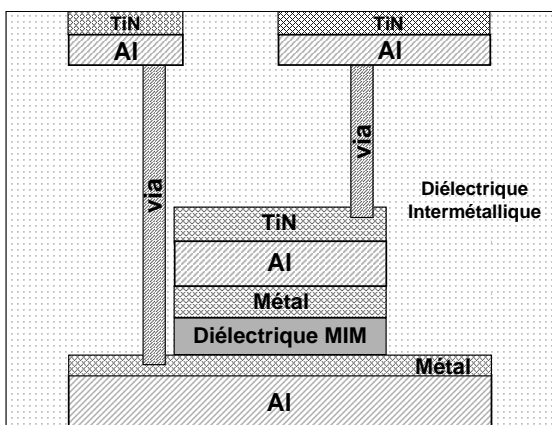 TiN
TiN
Al
Al
via
via
Diélectrique
Intermétallique
TiN
Al
Métal
Diélectrique MIM
Métal
Al